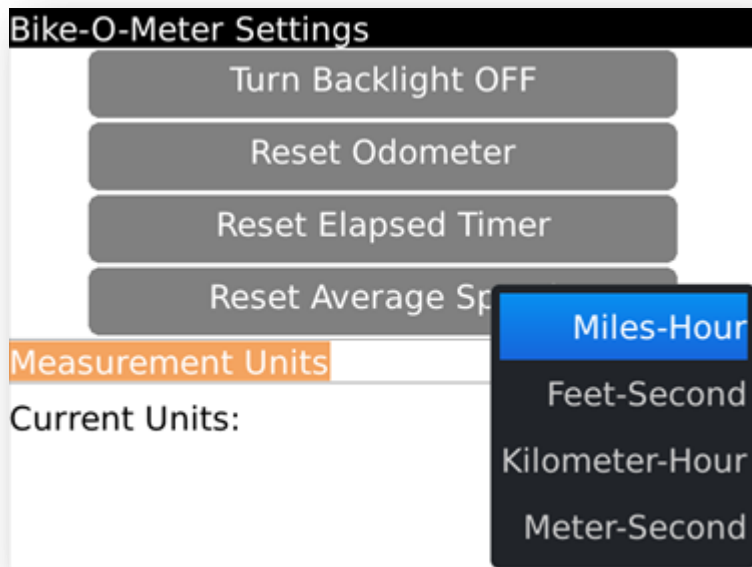 Bike-O-Meter Settings
Turn Backlight OFF
Reset Odometer
Reset Elapsed Timer
Reset Average
Measurement Units
Current Units:
Miles-Hour
Feet-Second
Kilometer-Hour
Meter-Second